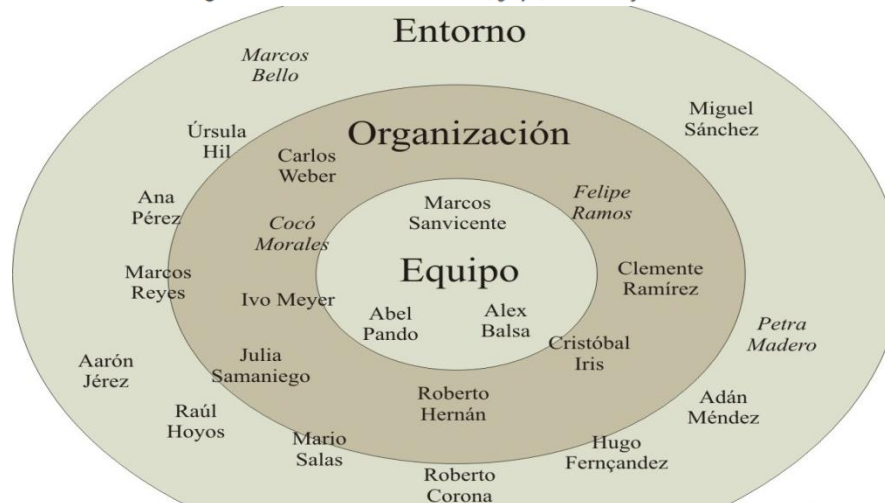 Entorno
Marcos
Bello
Miguel
Sánchez
Úrsula
Hil
Organización
Carlos
Weber
Ana
Pérez
Marcos
Sanvicente
Felipe
Ramos
Cocó
Morales
Marcos
Reyes
Equipo
Clemente
Ramírez
Ivo Meyer
Abel
Pando
Alex
Balsa
Petra
Madero
Cristóbal
Iris
Aarón
Jérez
Julia
Samaniego
Roberto
Hernán
Adán
Méndez
Raúl
Hoyos
Mario
Salas
Hugo
Fernçandez
Roberto
Corona